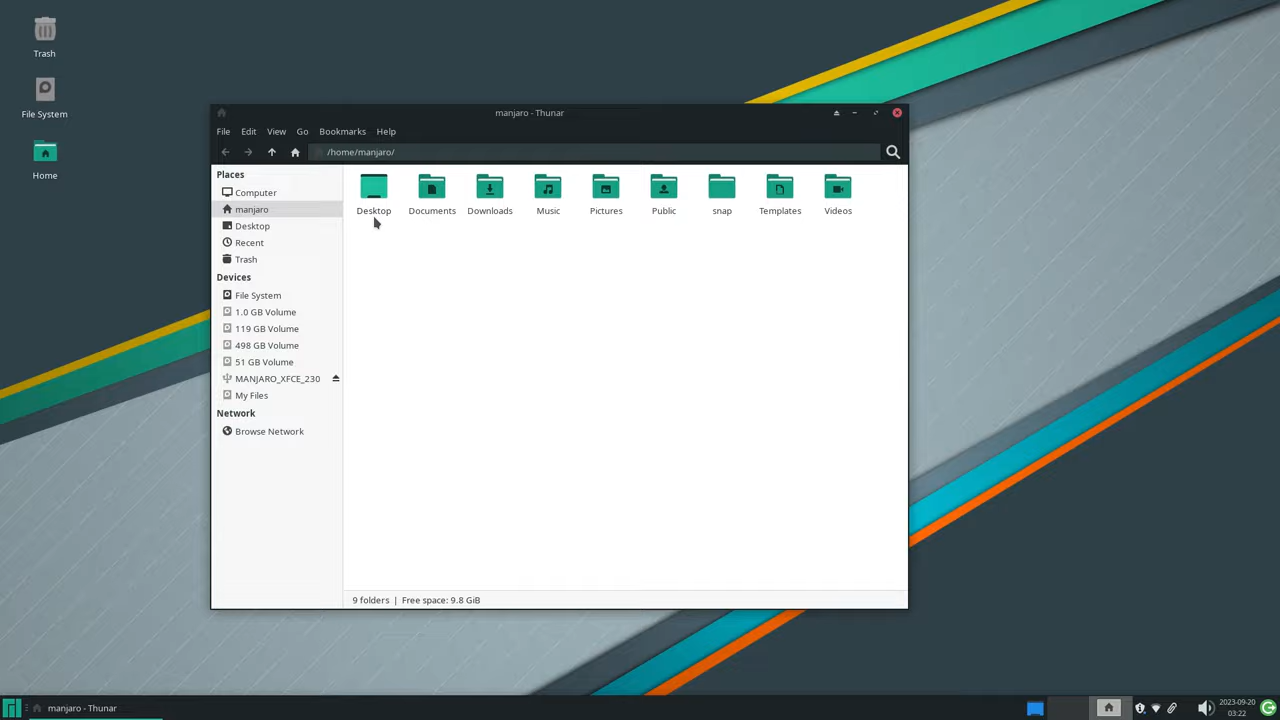 Trash
File System
Home
manjaro - Thunar
File Edit View Go Bookmarks Help
/home/manjaro/
Places
Computer
manjaro
Desktop
Recent
Trash
Devices
File System
1.0 GB Volume
119 GB Volume
498 GB Volume
51 GB Volume
MANJARO_XFCE_230
My Files
Network
Browse Network
Desktop Documents Downloads Music Pictures Public snap Templates Videos
9 folders | Free space: 9.8 GiB
manjaro - Thunar
2023-09-20
03:22